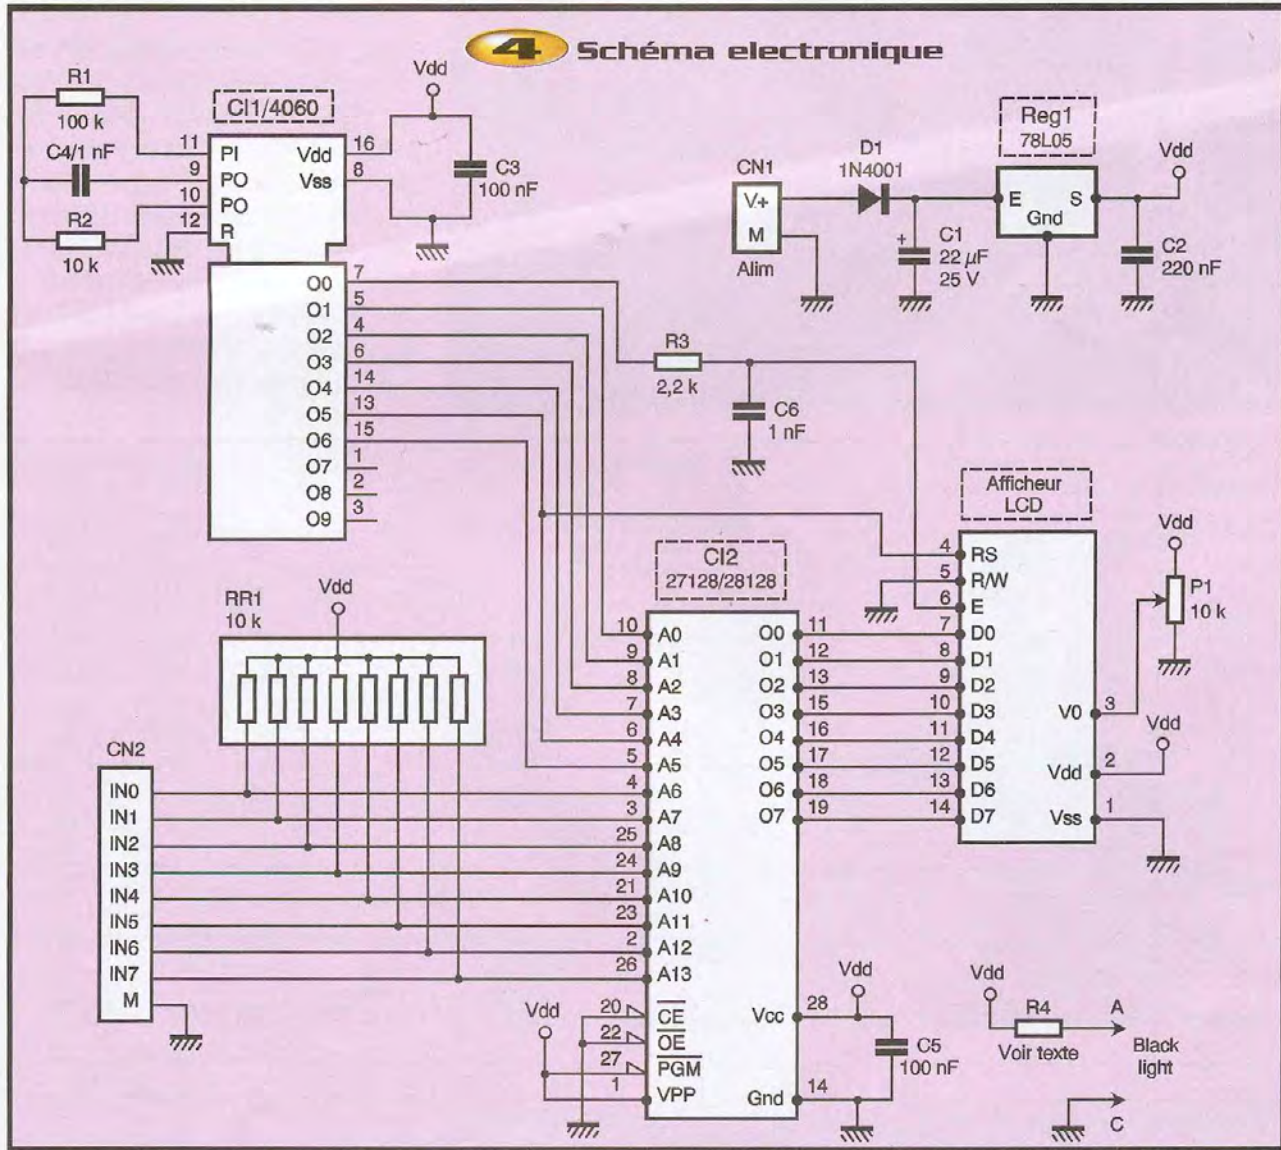 4 Schéma electronique
R1
100 k
C4/1 nF
R2
10 k
CI1/4060
11 PI
9 PO
10 PO
12 R
Vdd 16
Vss 8
Vdd
C3
100 nF
O0 7
O1 5
O2 4
O3 6
O4 14
O5 13
O6 15
O7 1
O8 2
O9 3
CN1
V+
M
Alim
D1
1N4001
C1
+
22 µF
25 V
Reg1
78L05
E S
Gnd
Vdd
C2
220 nF
R3
2,2 k
C6
1 nF
Afficheur
LCD
4 RS
5 R/W
6 E
7 D0
8 D1
9 D2
10 D3
11 D4
12 D5
13 D6
14 D7
V0 3
Vdd 2
Vss 1
Vdd
P1
10 k
Vdd
RR1
10 k
Vdd
CN2
IN0
IN1
IN2
IN3
IN4
IN5
IN6
IN7
M
CI2
27128/28128
10 A0
9 A1
8 A2
7 A3
6 A4
5 A5
4 A6
3 A7
25 A8
24 A9
21 A10
23 A11
2 A12
26 A13
20 CE
22 OE
27 PGM
1 VPP
Vdd
O0 11
O1 12
O2 13
O3 15
O4 16
O5 17
O6 18
O7 19
Vcc 28
Gnd 14
Vdd
C5
100 nF
Vdd
R4
Voir texte
A
Black
light
C